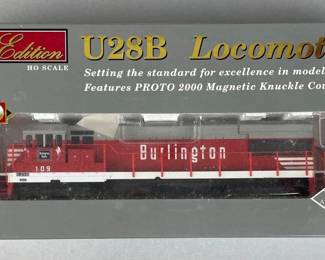 Edition
HO SCALE
U28B Locomot
Setting the standard for excellence in model
Features PROTO 2000 Magnetic Knuckle Cou
Burlington
109